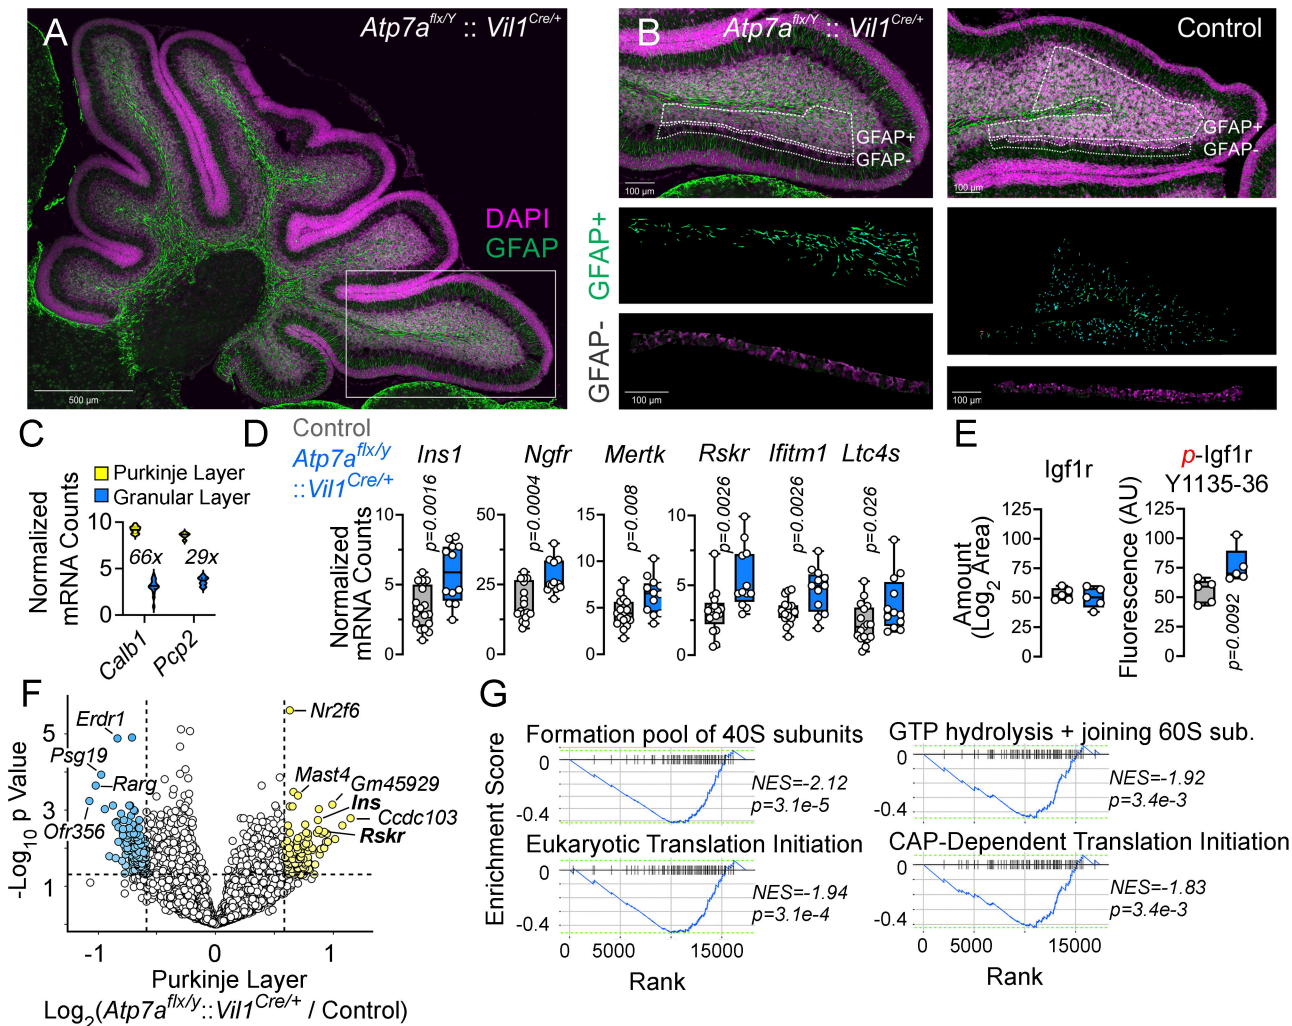 A
Atp7a flx/Y :: Vil1 Cre/+
DAPI
GFAP
500 µm
B
Atp7a flx/Y :: Vil1 Cre/+
Control
GFAP+
GFAP-
100 µm
GFAP+
GFAP-
100 µm
GFAP+
GFAP-
100 µm
100 µm
C
Purkinje Layer
Granular Layer
Normalized
mRNA Counts
10
5
0
66x
29x
Calb1
Pcp2
D
Control
Atp7a flx/y
::Vil1 Cre/+
Normalized
mRNA Counts
Ins1
p=0.0016
10
5
0
Ngfr
p=0.0004
50
25
0
Mertk
p=0.008
10
5
0
Rskr
p=0.0026
10
5
0
Ifitm1
p=0.0026
Ltc4s
p=0.026
E
Igf1r
Amount
(Log2 Area)
125
100
75
50
25
0
p-Igf1r
Y1135-36
Fluorescence (AU)
125
100
75
50
25
0
p=0.0092
F
-Log10 p Value
5
3
1
Erdr1
Psg19
Rarg
Olfr356
Nr2f6
Mast4
Gm45929
Ins
Ccdc103
Rskr
-1
0
1
Purkinje Layer
Log2(Atp7a flx/y::Vil1 Cre/+ / Control)
G
Enrichment Score
Formation pool of 40S subunits
0
-0.4
NES=-2.12
p=3.1e-5
GTP hydrolysis + joining 60S sub.
0
-0.4
NES=-1.92
p=3.4e-3
Eukaryotic Translation Initiation
0
-0.4
NES=-1.94
p=3.1e-4
0
5000
15000
Rank
CAP-Dependent Translation Initiation
0
-0.4
NES=-1.83
p=3.4e-3
0
5000
15000
Rank